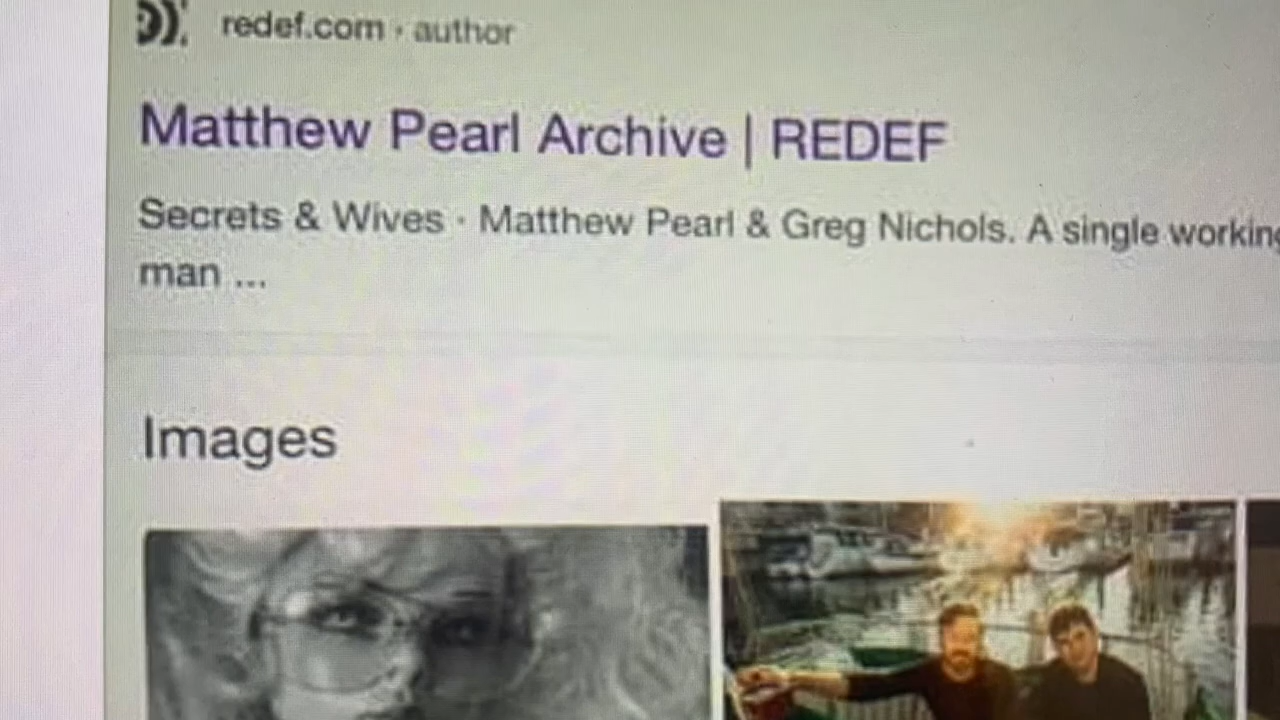 redef.com · author
Matthew Pearl Archive | REDEF
Secrets & Wives · Matthew Pearl & Greg Nichols. A single working
man ...
Images